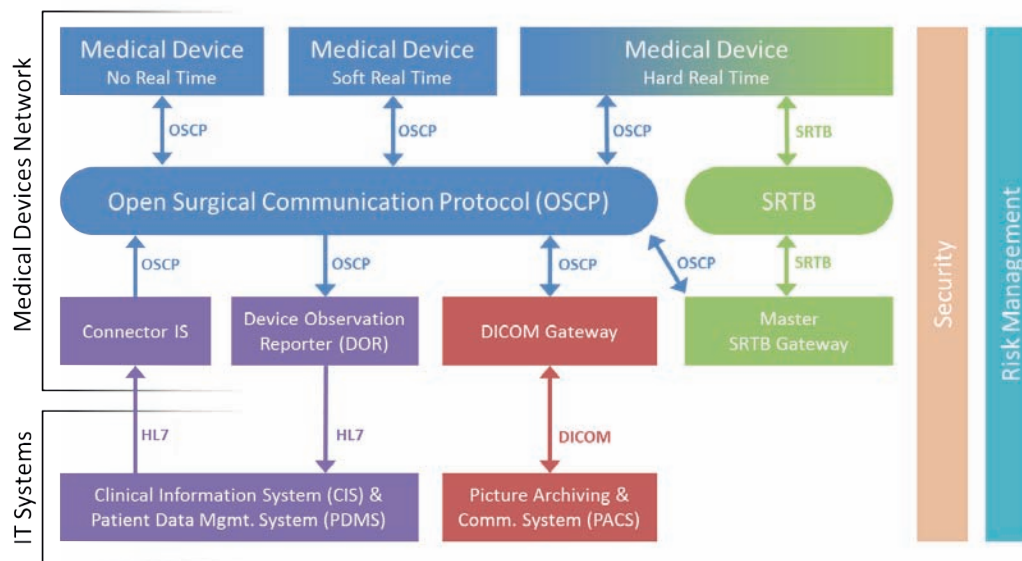 Medical Devices Network
Medical Device
No Real Time
Medical Device
Soft Real Time
Medical Device
Hard Real Time
OSCP
OSCP
OSCP
SRTB
Open Surgical Communication Protocol (OSCP)
SRTB
OSCP
OSCP
OSCP
OSCP
SRTB
Connector IS
Device Observation
Reporter (DOR)
DICOM Gateway
Master
SRTB Gateway
IT Systems
HL7
HL7
DICOM
Clinical Information System (CIS) &
Patient Data Mgmt. System (PDMS)
Picture Archiving &
Comm. System (PACS)
Security
Risk Management